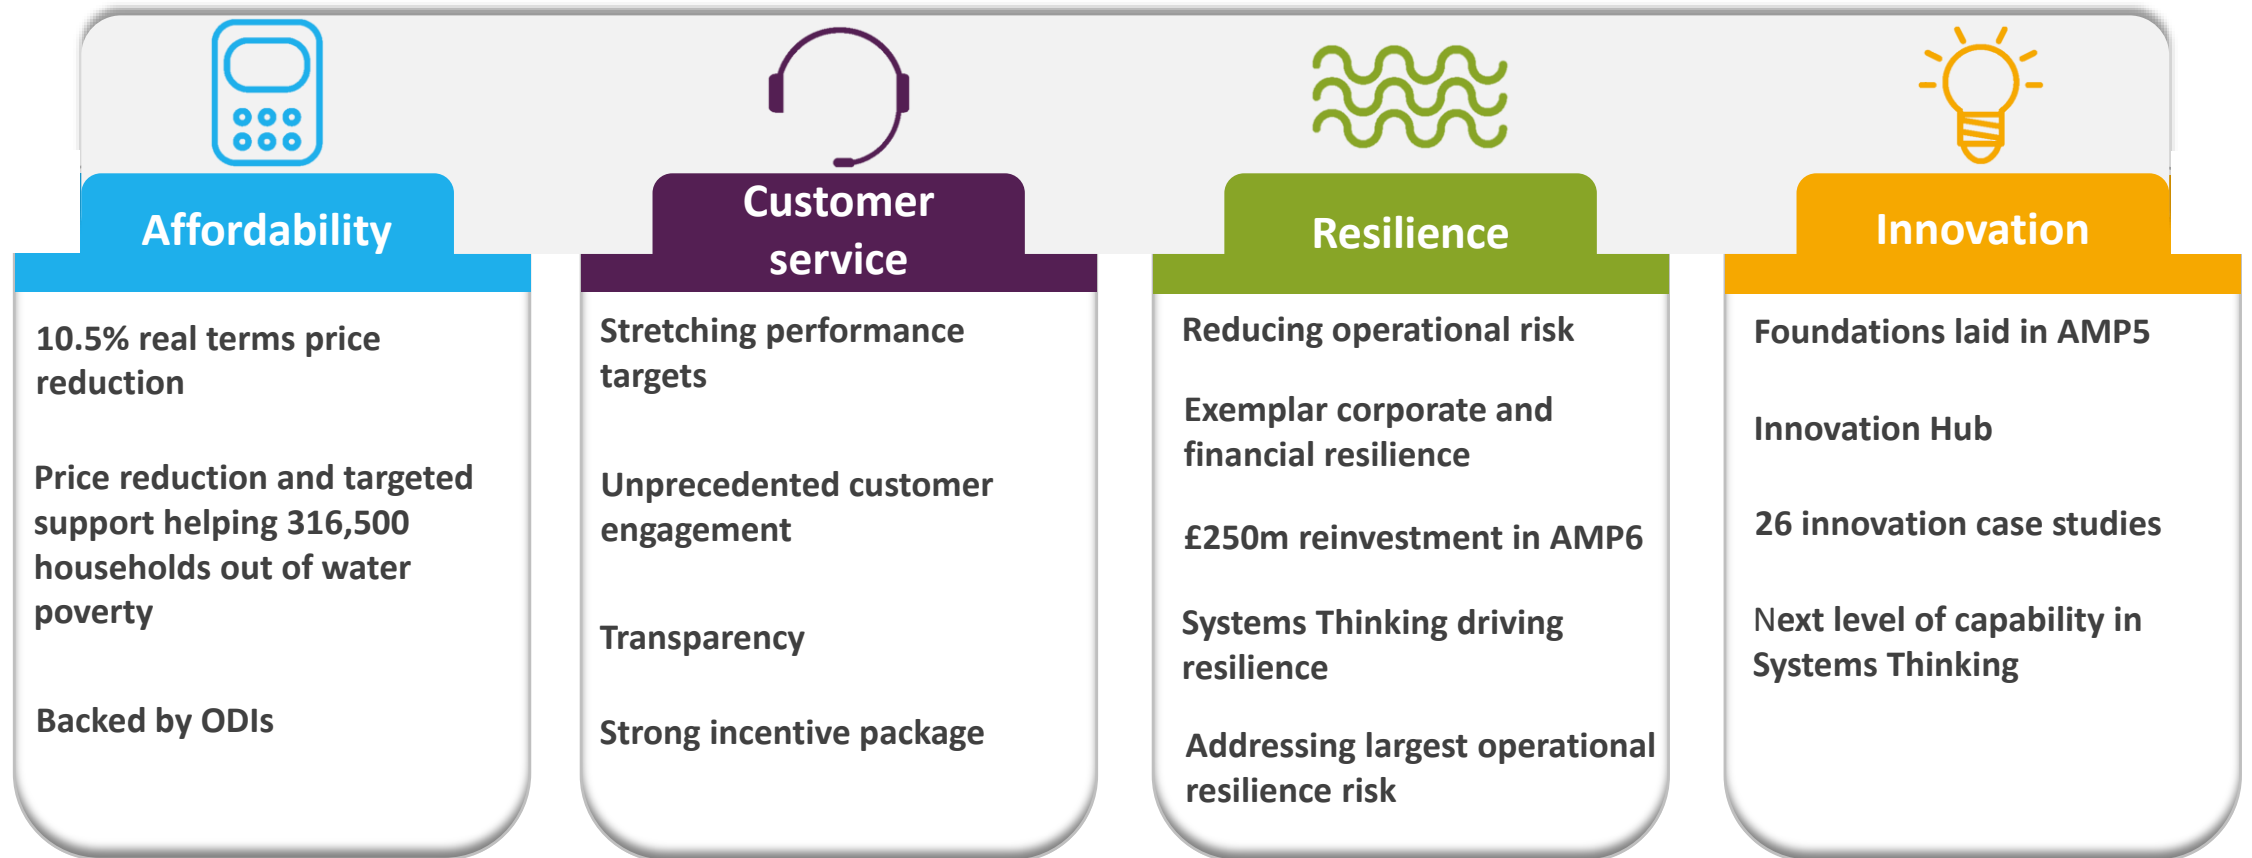 Affordability
10.5% real terms price
reduction
Price reduction and targeted
support helping 316,500
households out of water
poverty
Backed by ODIs
Customer
service
Stretching performance
targets
Unprecedented customer
engagement
Transparency
Strong incentive package
Resilience
Reducing operational risk
Exemplar corporate and
financial resilience
£250m reinvestment in AMP6
Systems Thinking driving
resilience
Addressing largest operational
resilience risk
Innovation
Foundations laid in AMP5
Innovation Hub
26 innovation case studies
Next level of capability in
Systems Thinking